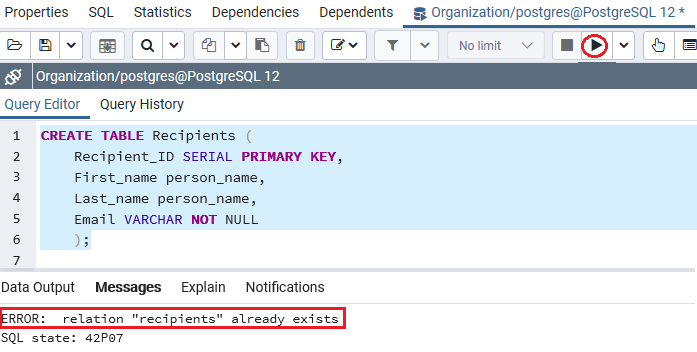 Properties SQL Statistics Dependencies Dependents Organization/postgres@PostgreSQL 12 *
No limit
Organization/postgres@PostgreSQL 12
Query Editor Query History
1 CREATE TABLE Recipients (
2 Recipient_ID SERIAL PRIMARY KEY,
3 First_name person_name,
4 Last_name person_name,
5 Email VARCHAR NOT NULL
6 );
7
Data Output Messages Explain Notifications
ERROR: relation "recipients" already exists
SQL state: 42P07